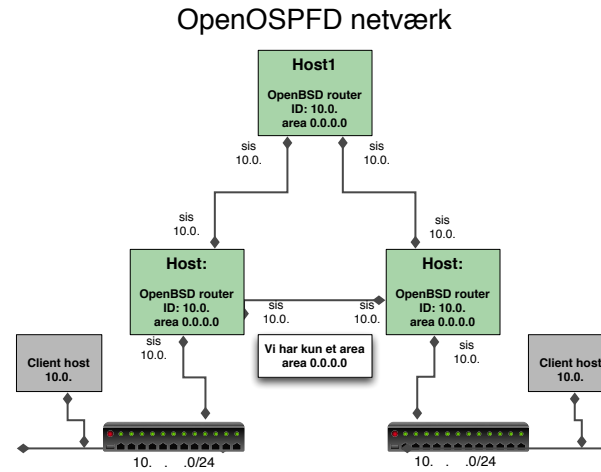 OpenOSPFD netværk
Host1
OpenBSD router
ID: 10.0.
area 0.0.0.0
sis
10.0.
sis
10.0.
sis
10.0.
sis
10.0.
Host:
OpenBSD router
ID: 10.0.
area 0.0.0.0
Host:
OpenBSD router
ID: 10.0.
area 0.0.0.0
sis
10.0.
sis
10.0.
sis
10.0.
sis
10.0.
Vi har kun et area
area 0.0.0.0
Client host
10.0.
Client host
10.0.
10. . .0/24
10. . .0/24